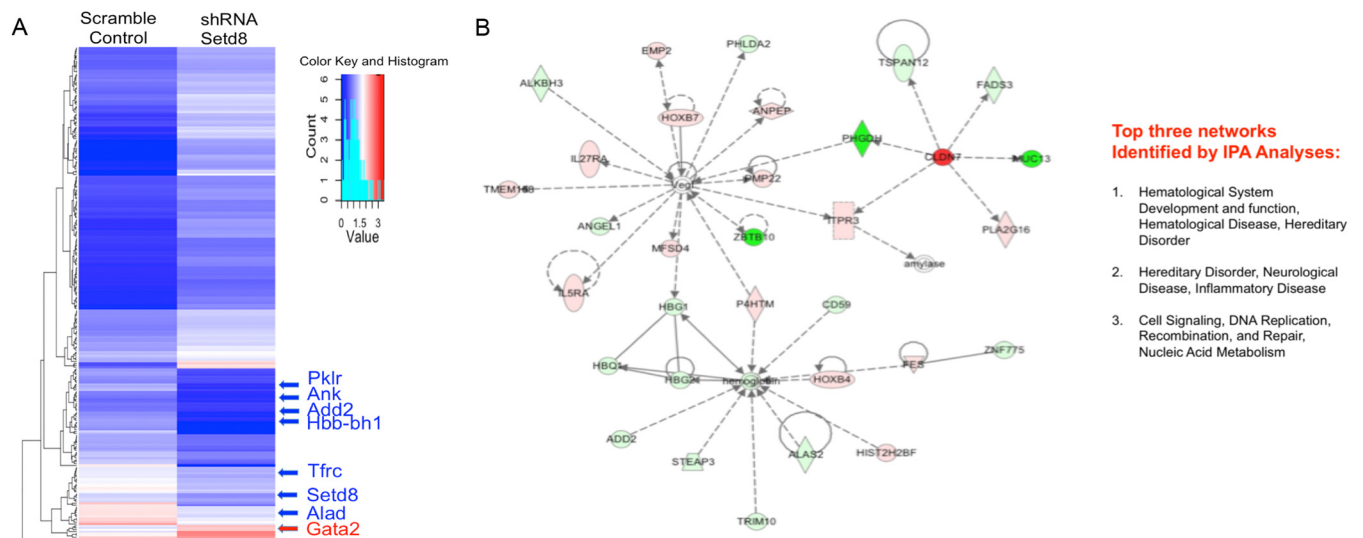 A
Scramble
Control
shRNA
Setd8
Color Key and Histogram
Count
0 1 2 3 4 5 6
0 1.5 3
Value
Pklr
Ank
Add2
Hbb-bh1
Tfrc
Setd8
Alad
Gata2
B
EMP2
PHLDA2
TSPAN12
ALKBH3
FADS3
HOXB7
ANPEP
PHGDH
CLDN7
MUC13
IL27RA
PMP22
Vegf
ITPR3
PLA2G16
ANGEL1
ZBTB10
MFSD4
amylase
IL5RA
HBG1
P4HTM
CD59
ZNF775
HBQ1
HBG2
hemoglobin
HOXB4
FES
ADD2
STEAP3
ALAS2
HIST2H2BF
TRIM10
Top three networks
Identified by IPA Analyses:
1. Hematological System
Development and function,
Hematological Disease, Hereditary
Disorder
2. Hereditary Disorder, Neurological
Disease, Inflammatory Disease
3. Cell Signaling, DNA Replication,
Recombination, and Repair,
Nucleic Acid Metabolism